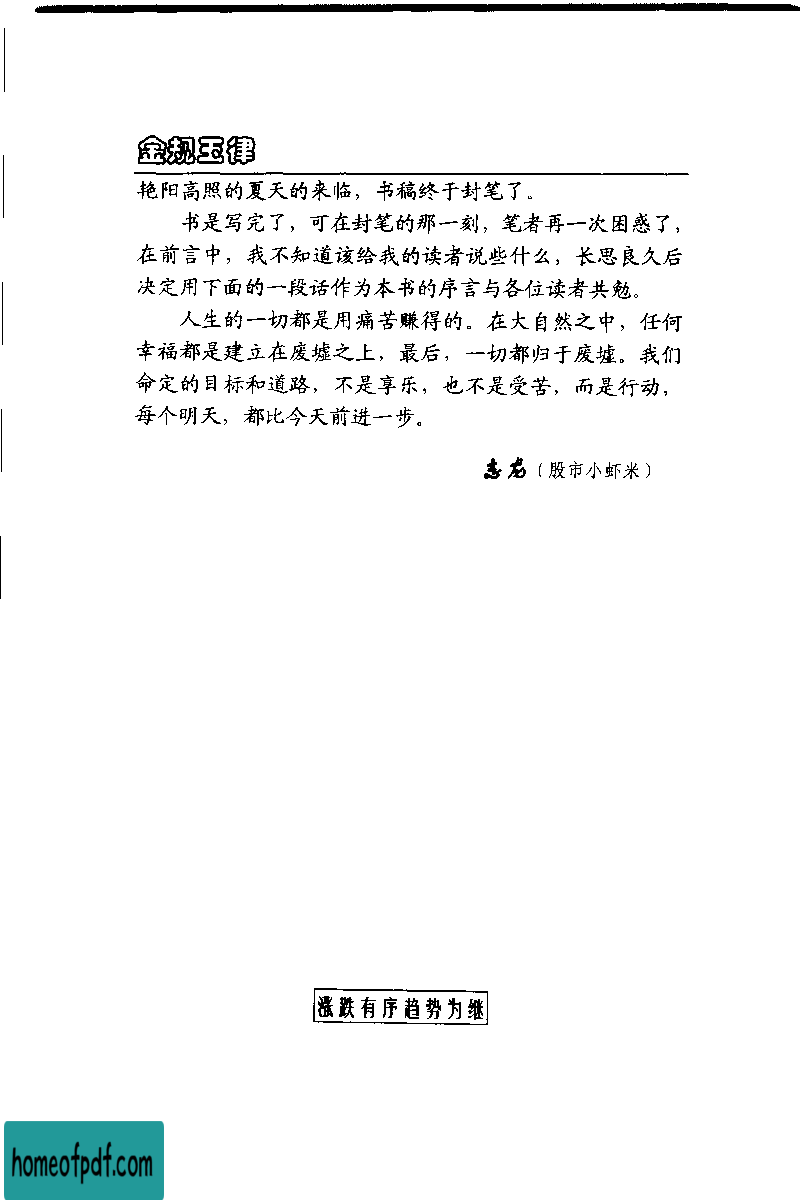 金规玉律
艳阳高照的夏天的来临，书稿终于封笔了。
书是写完了，可在封笔的那一刻，笔者再一次困惑了，
在前言中，我不知道该给我的读者说些什么，长思良久后
决定用下面的一段话作为本书的序言与各位读者共勉。
人生的一切都是用痛苦赚得的。在大自然之中，任何
幸福都是建立在废墟之上，最后，一切都归于废墟。我们
命定的目标和道路，不是享乐，也不是受苦，而是行动，
每个明天，都比今天前进一步。
志龙（股市小虾米）
涨跌有序趋势为继
homeofpdf.com